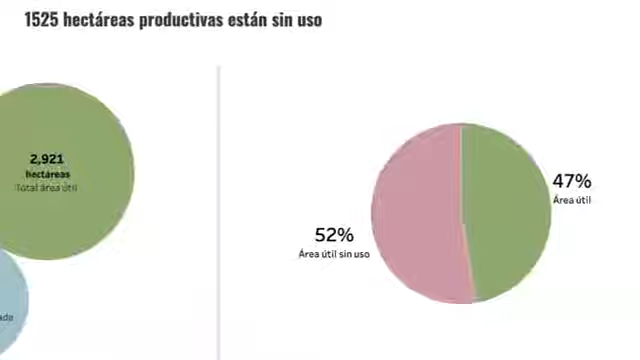 1525 hectáreas productivas están sin uso
2,921
hectáreas
Total área útil
47%
Área útil
52%
Área útil sin uso